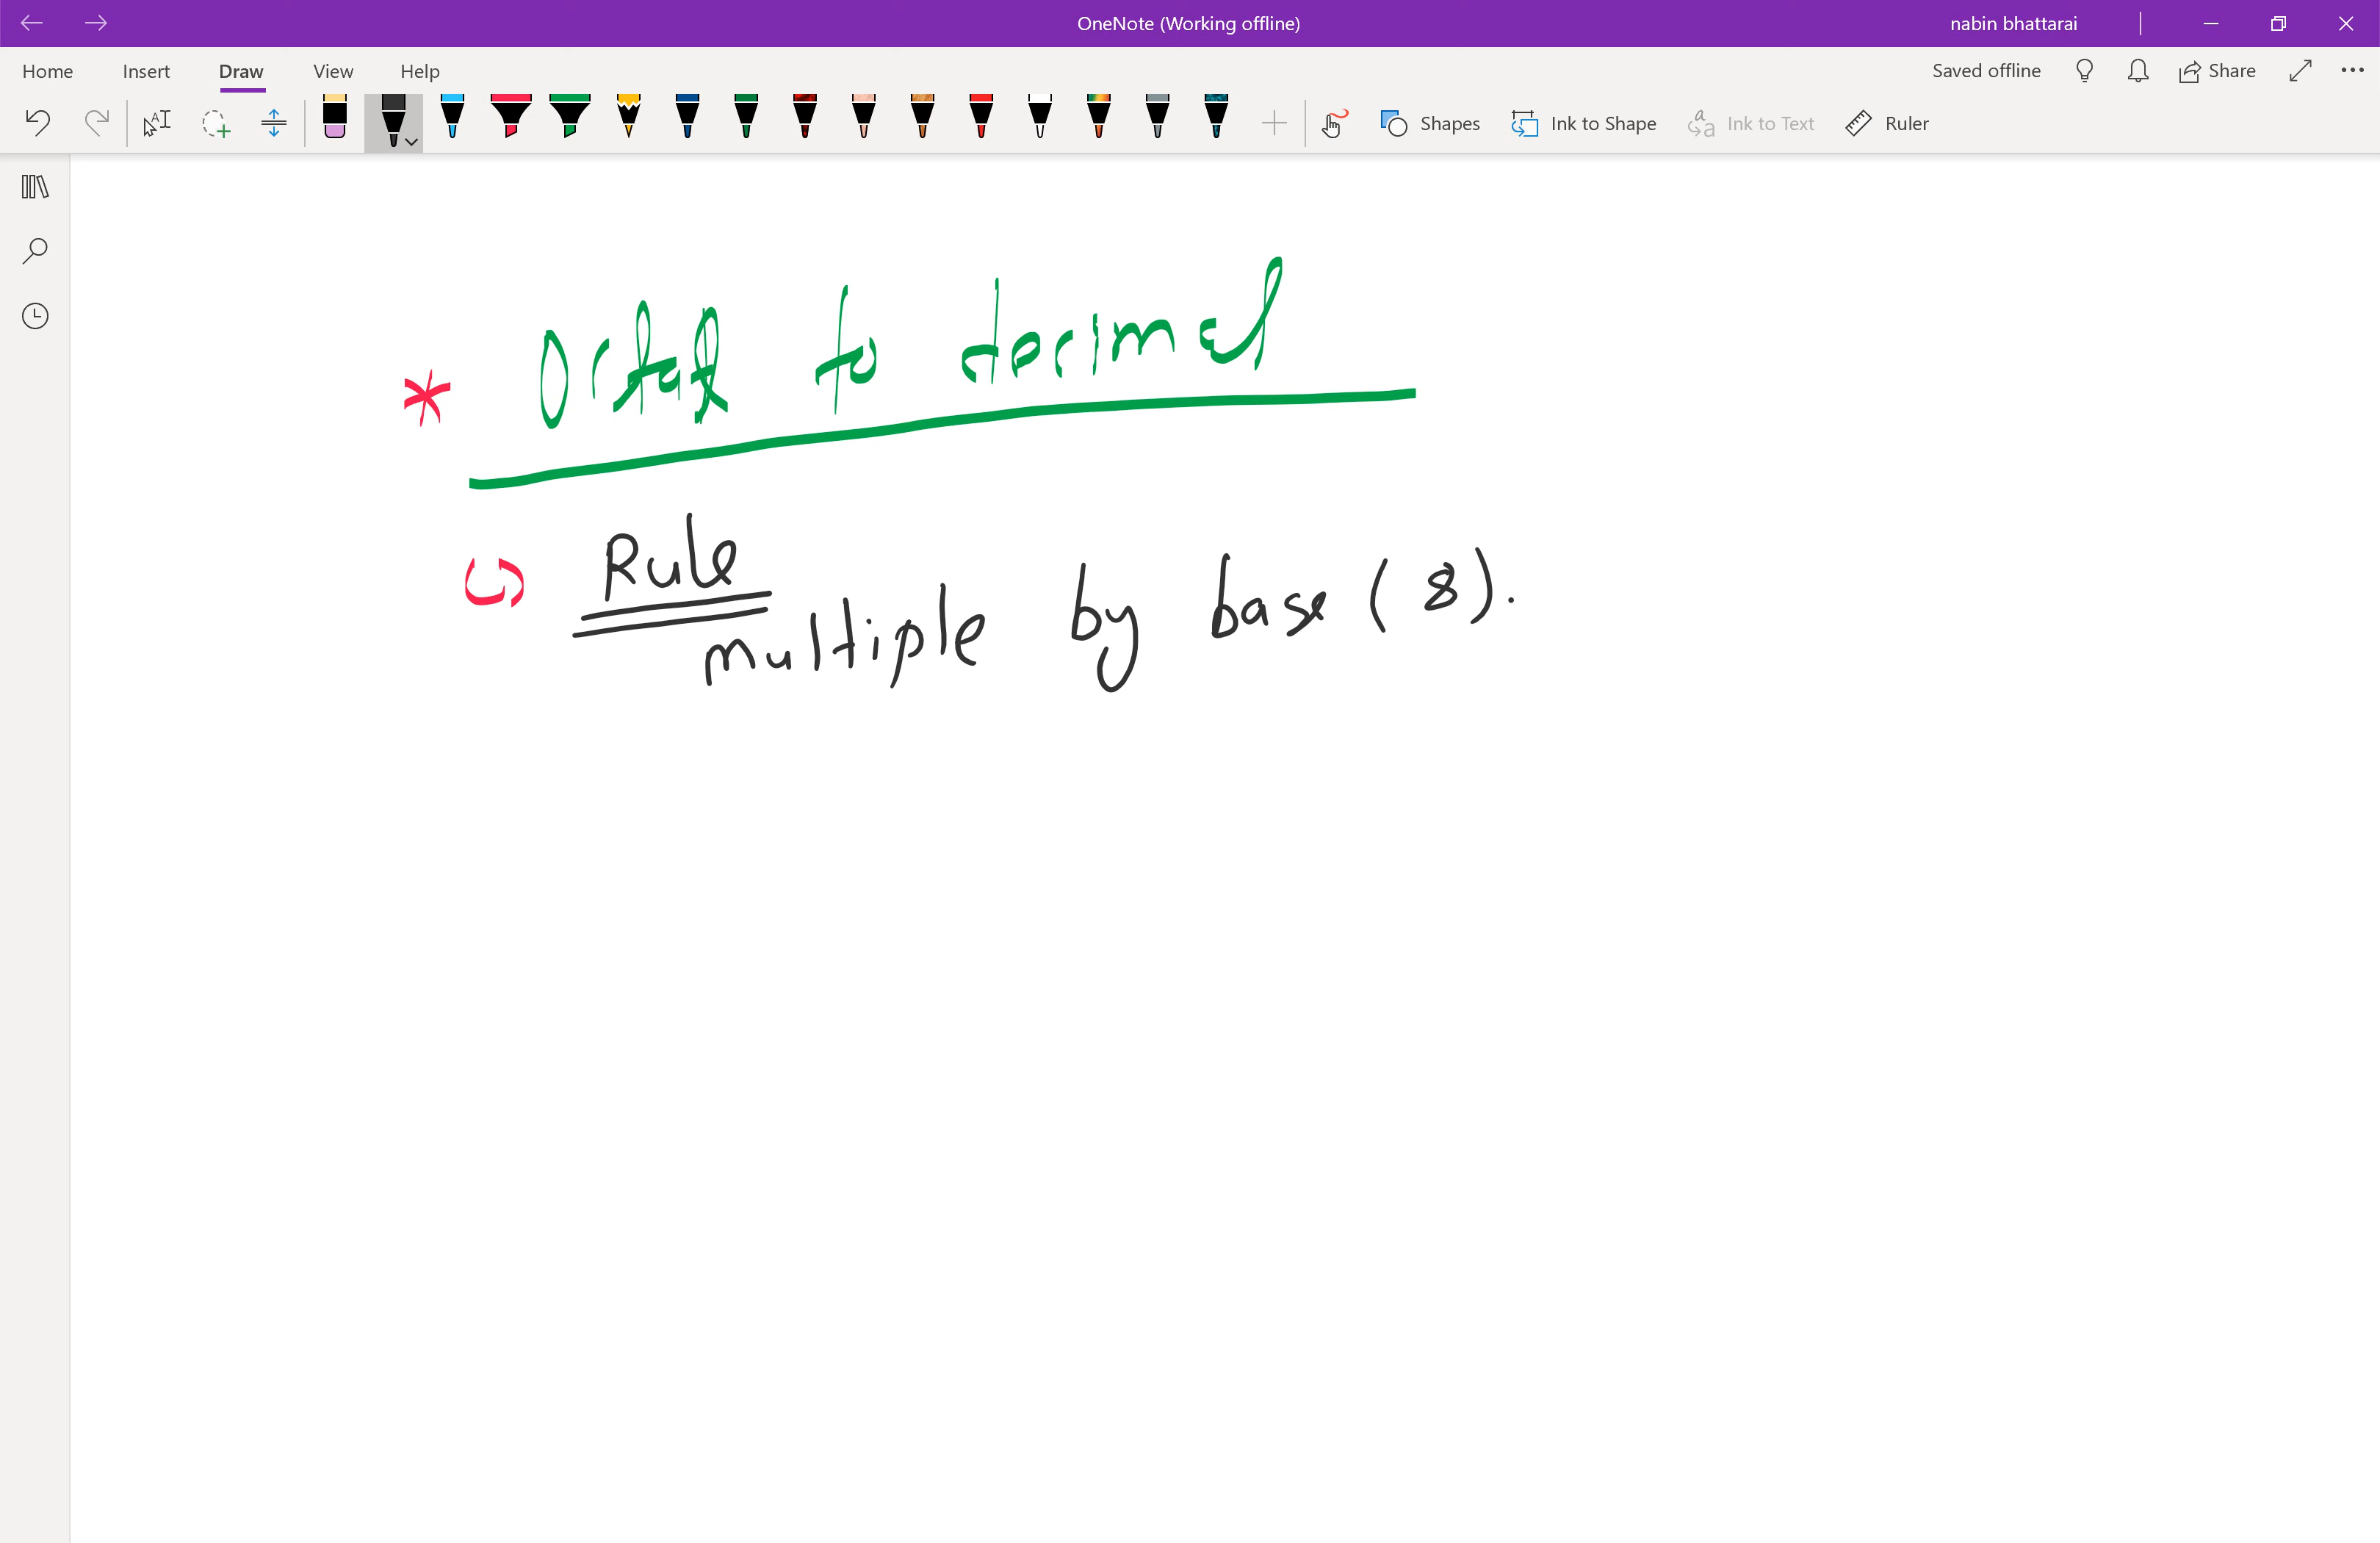 OneNote (Working offline)
nabin bhattarai
Home Insert Draw View Help
Saved offline Share
Shapes Ink to Shape Ink to Text Ruler
* Octal to decimal
Rule
multiple by base (8).